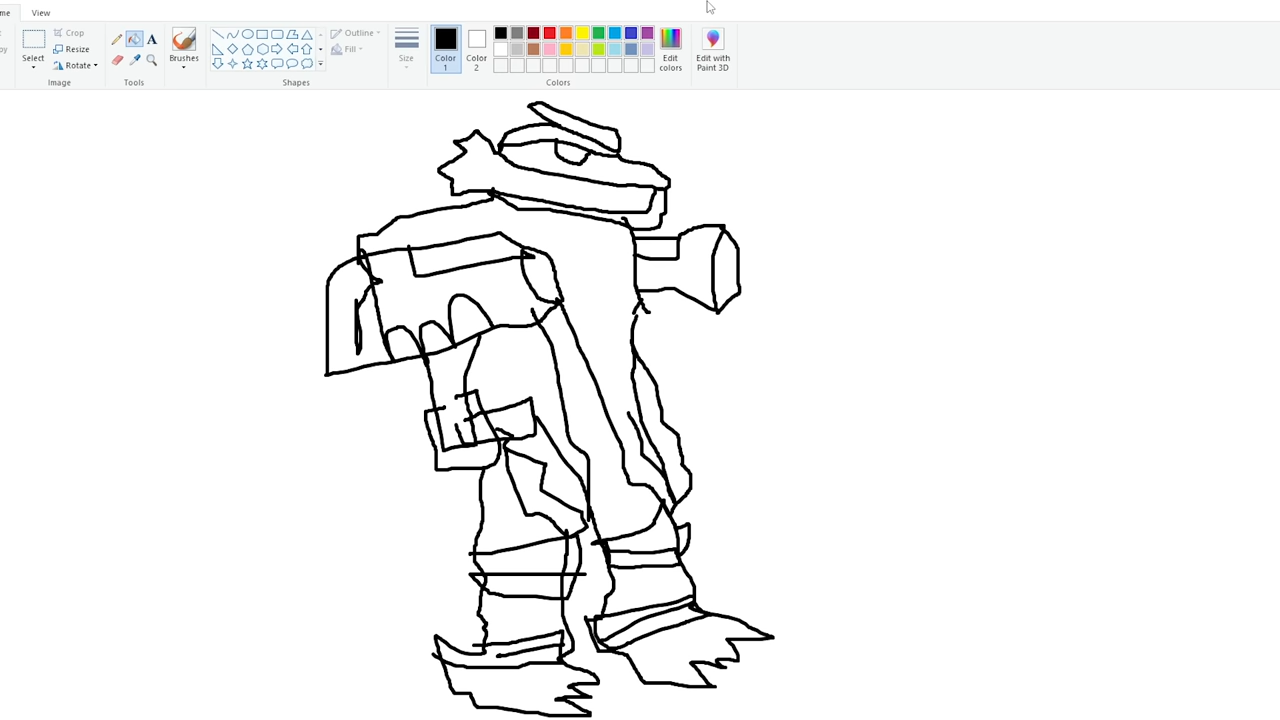 me View
Crop
Resize
Rotate
Select
A
Brushes
Outline
Fill
Size
Color 1
Color 2
Edit colors
Edit with Paint 3D
Image
Tools
Shapes
Colors